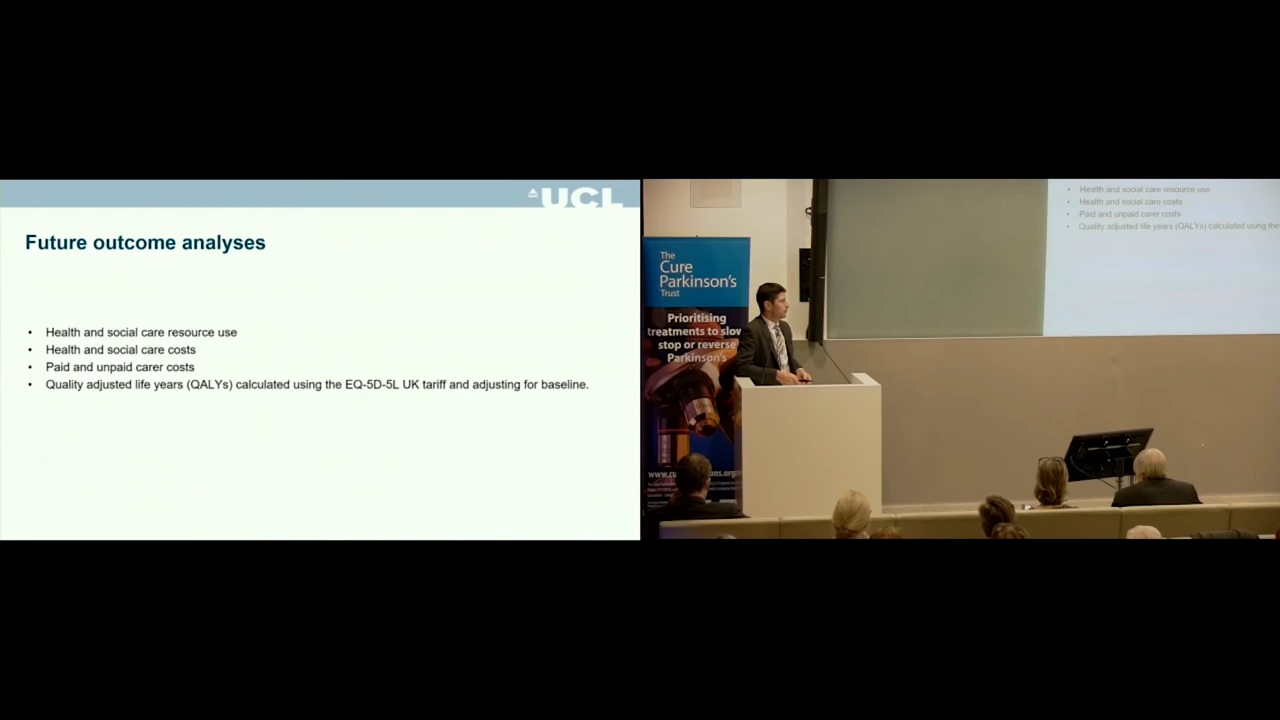 UCL
Future outcome analyses
• Health and social care resource use
• Health and social care costs
• Paid and unpaid carer costs
• Quality adjusted life years (QALYs) calculated using the EQ-5D-5L UK tariff and adjusting for baseline.
• Health and social care resource use
• Health and social care costs
• Paid and unpaid carer costs
• Quality adjusted life years (QALYs) calculated using the
The
Cure
Parkinson's
Trust
Prioritising
treatments to slow
stop or reverse
Parkinson's